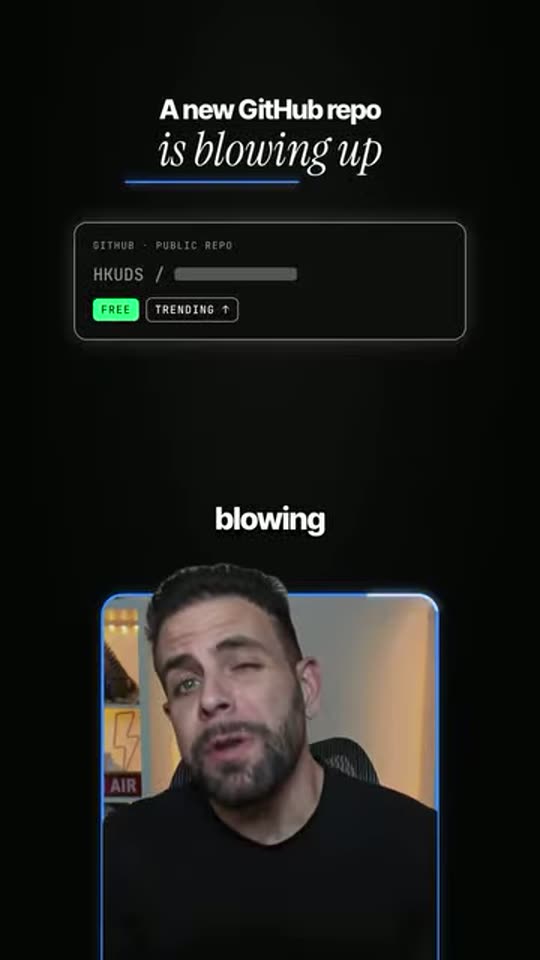 A new GitHub repo
is blowing up
GITHUB · PUBLIC REPO
HKUDS /
FREE
TRENDING ↑
blowing
AIR